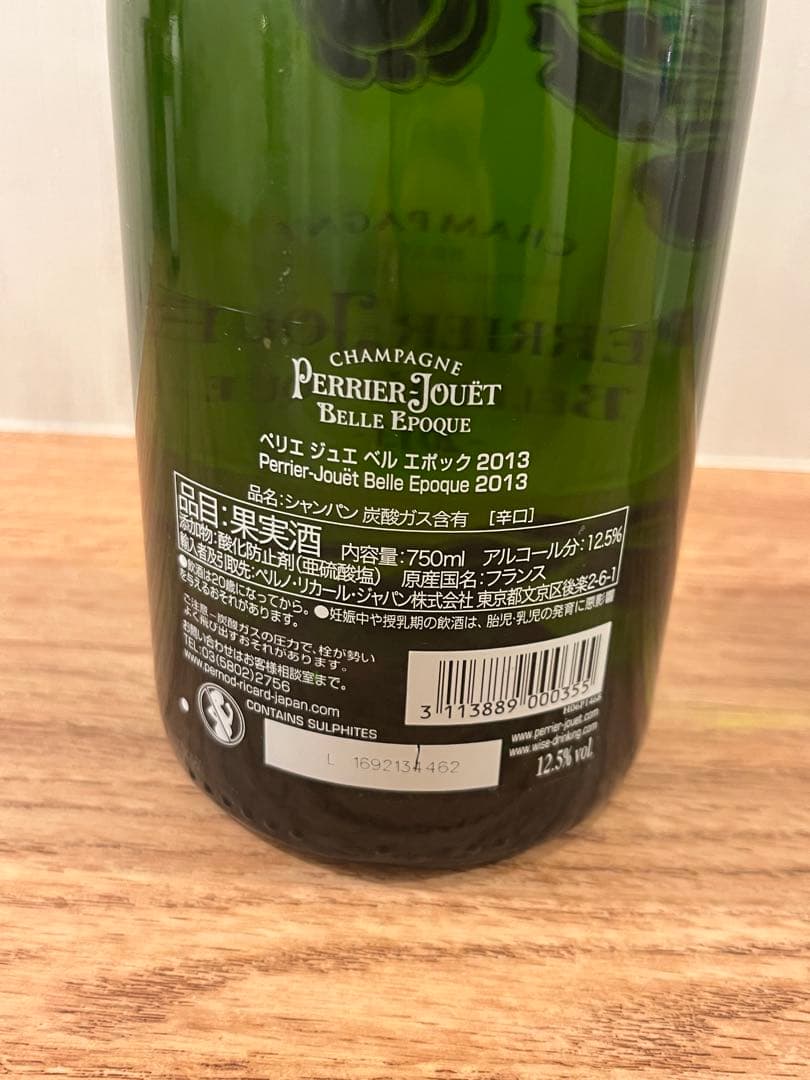 CHAMPAGNE
PERRIER-JOUËT
BELLE EPOQUE
ペリエ ジュエ ベル エポック 2013
Perrier-Jouët Belle Epoque 2013
品名:シャンパン 炭酸ガス含有 [辛口]
品目:果実酒 内容量:750ml アルコール分:12.5%
添加物:酸化防止剤(亜硫酸塩) 原産国名:フランス
輸入者及引取先:ペルノ・リカール・ジャパン株式会社 東京都文京区後楽2-6-1
●飲酒は20歳になってから。●妊娠中や授乳期の飲酒は、胎児・乳児の発育に悪影響
を与えるおそれがあります。
ご注意 炭酸ガスの圧力で、栓が勢い
よく飛び出すおそれがあります。
お問い合わせはお客様相談室まで。
TEL:03(5802)2756
www.pernod-ricard-japan.com
CONTAINS SULPHITES
3 113889 000355
H06P1468
www.perrier-jouet.com
www.wise-drinking.com
12.5% vol.
L 1692134462
CHAMPAGNE
PERRIER-JOUËT